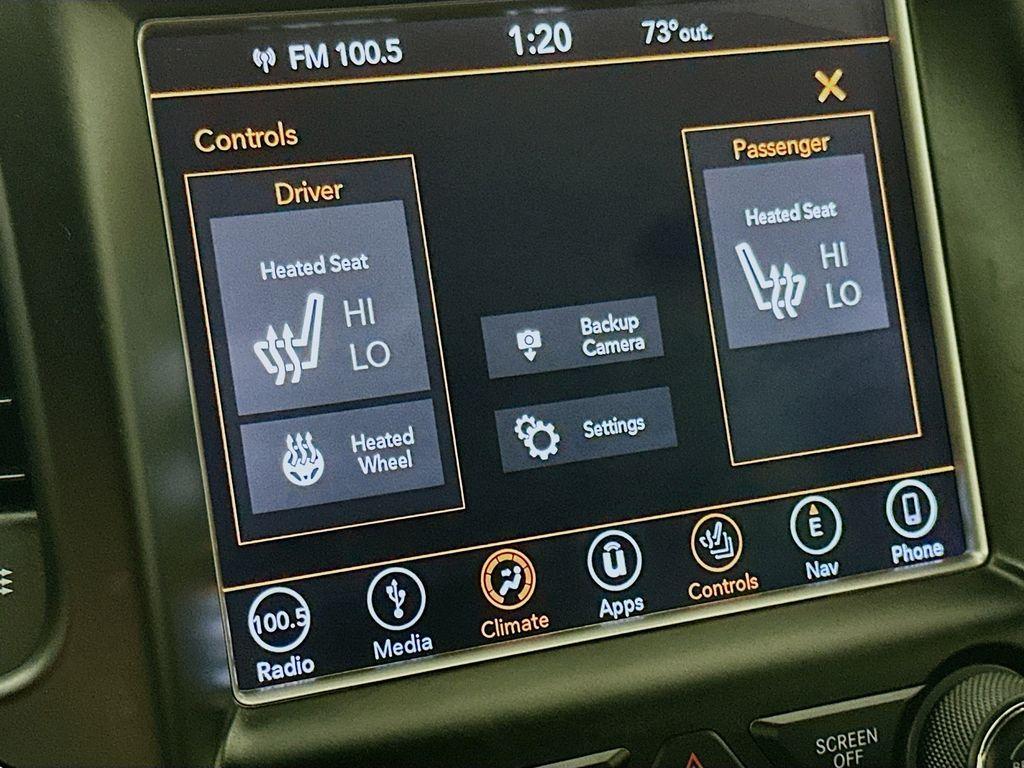 FM 100.5
1:20
73°out.
Controls
Driver
Heated Seat
HI
LO
Heated
Wheel
Backup
Camera
Settings
Passenger
Heated Seat
HI
LO
100.5
Radio
Media
Climate
U
Apps
Controls
E
Nav
Phone
SCREEN
OFF